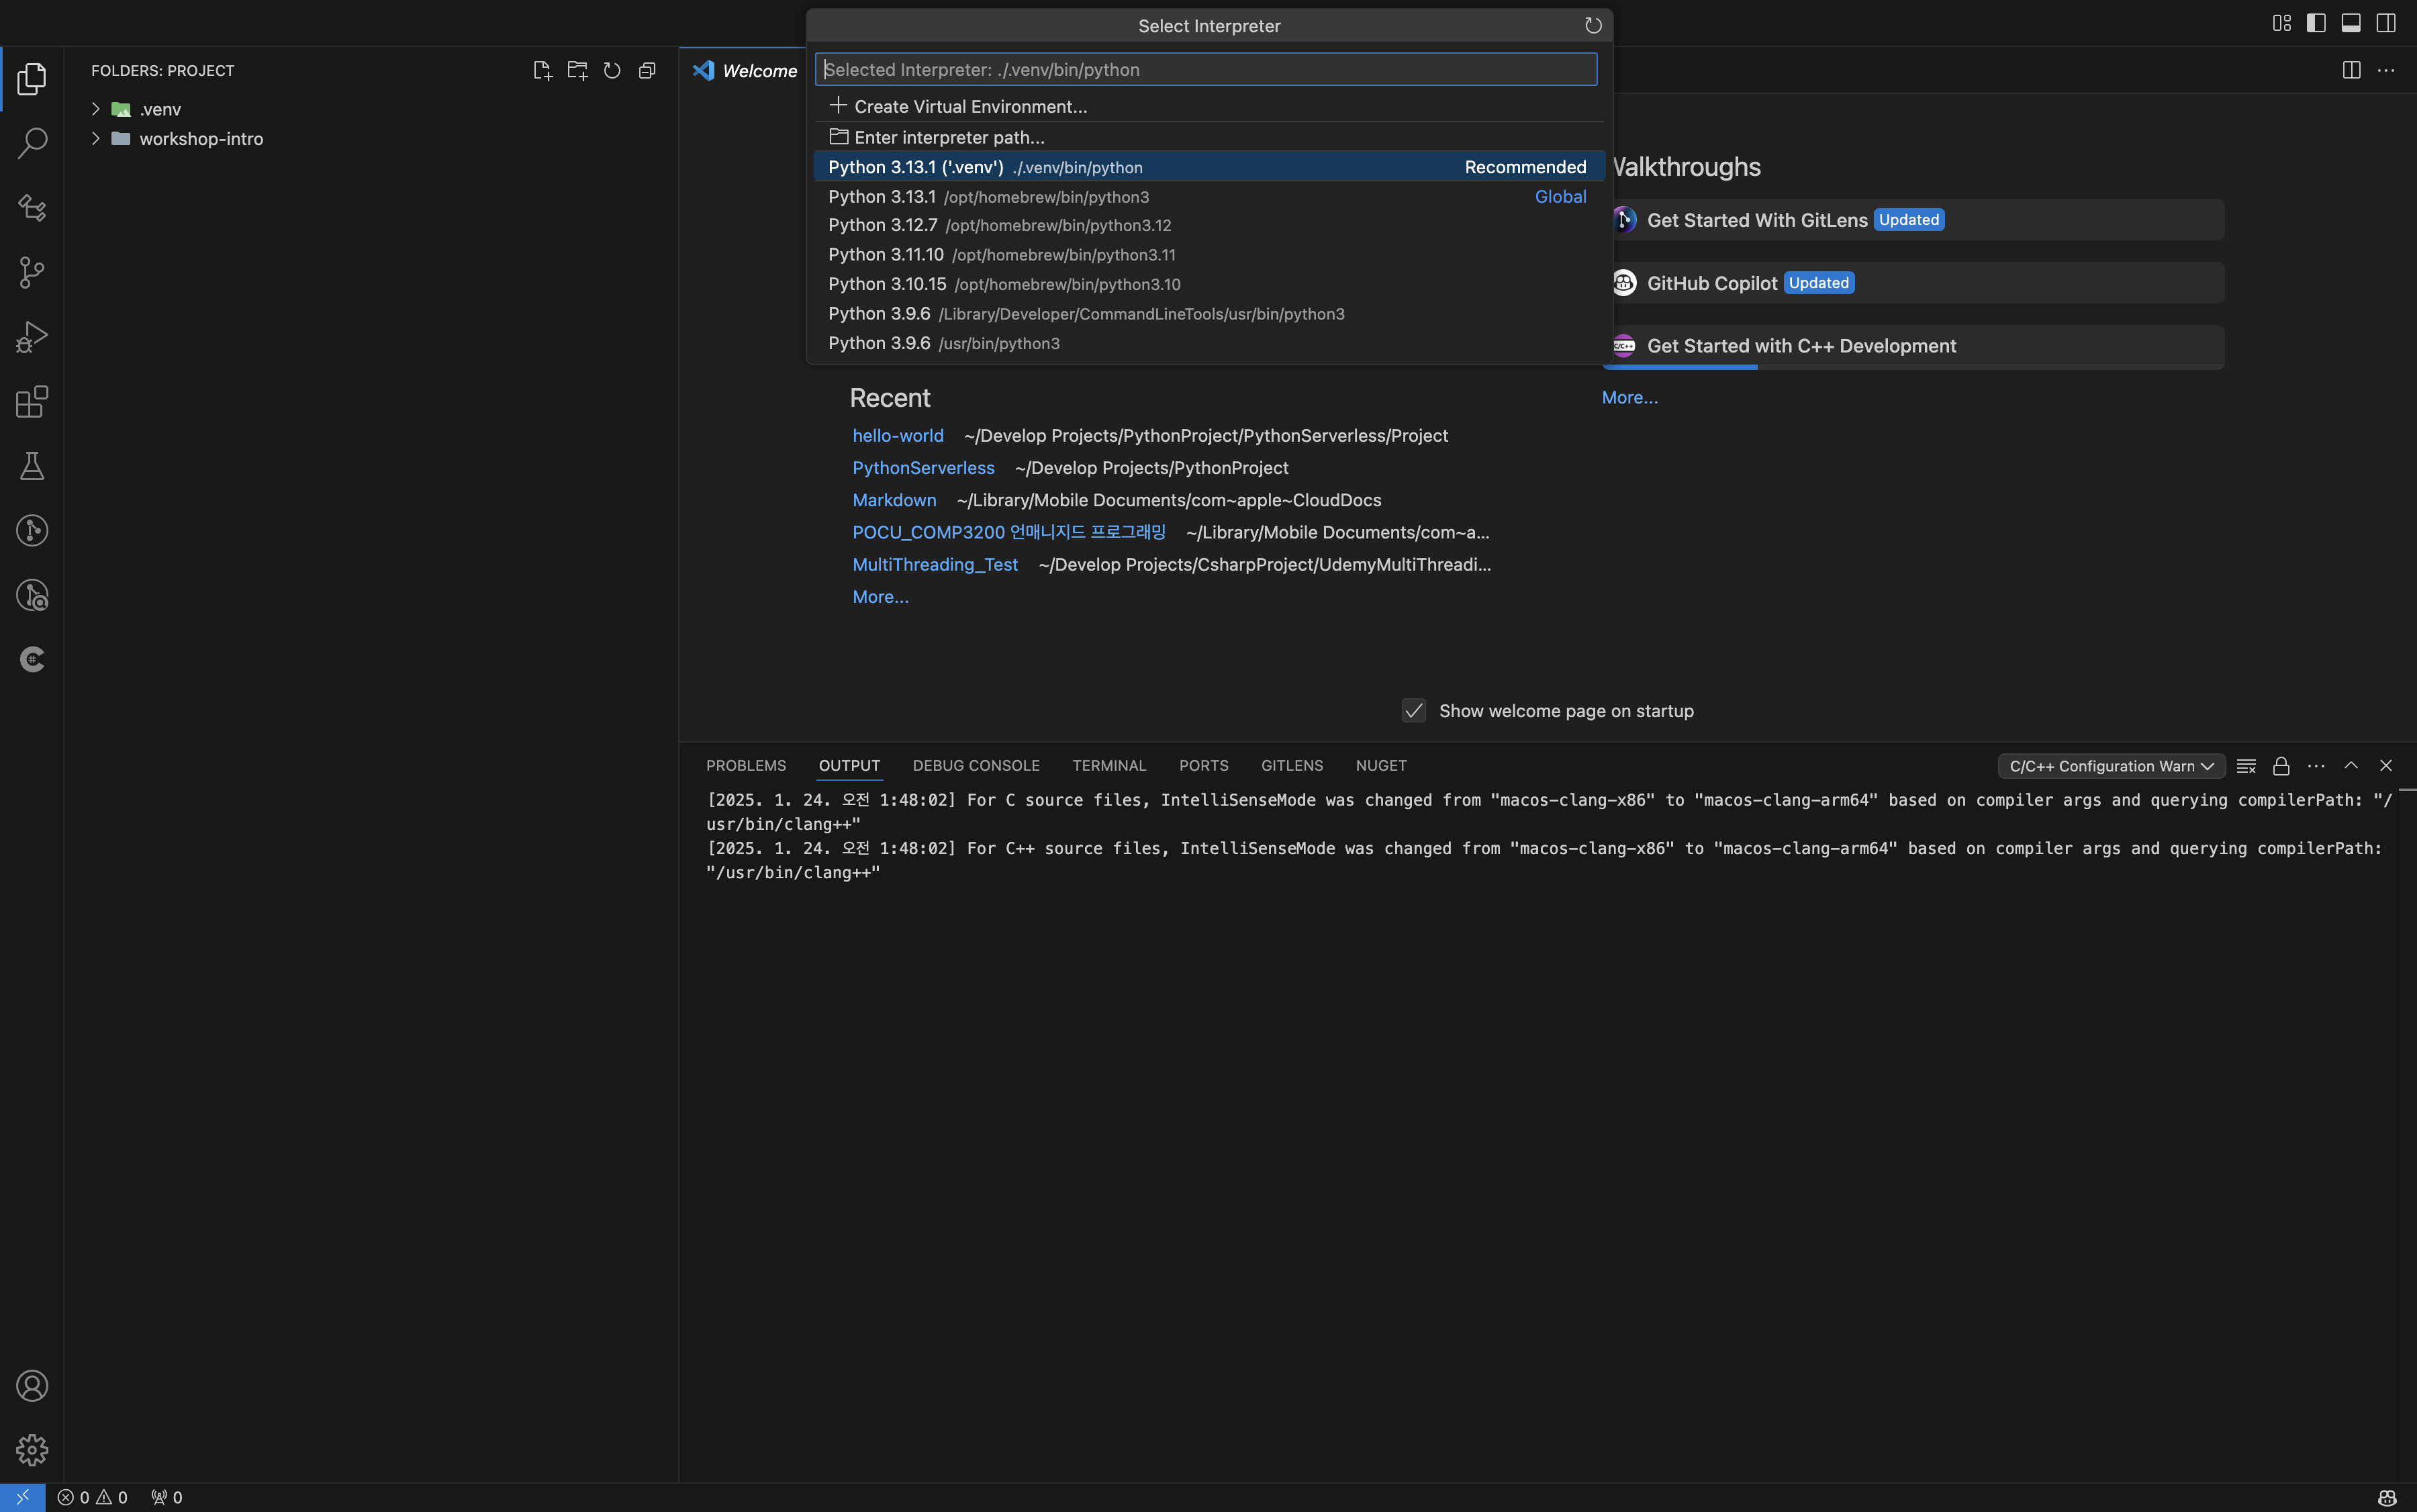 Select Interpreter
FOLDERS: PROJECT
.venv
workshop-intro
Welcome
Selected Interpreter: ./.venv/bin/python
Create Virtual Environment...
Enter interpreter path...
Python 3.13.1 ('.venv') ./.venv/bin/python Recommended
Python 3.13.1 /opt/homebrew/bin/python3 Global
Python 3.12.7 /opt/homebrew/bin/python3.12
Python 3.11.10 /opt/homebrew/bin/python3.11
Python 3.10.15 /opt/homebrew/bin/python3.10
Python 3.9.6 /Library/Developer/CommandLineTools/usr/bin/python3
Python 3.9.6 /usr/bin/python3
Walkthroughs
Get Started With GitLens Updated
GitHub Copilot Updated
C/C++ Get Started with C++ Development
More...
Recent
hello-world ~/Develop Projects/PythonProject/PythonServerless/Project
PythonServerless ~/Develop Projects/PythonProject
Markdown ~/Library/Mobile Documents/com~apple~CloudDocs
POCU_COMP3200 언매니지드 프로그래밍 ~/Library/Mobile Documents/com~a...
MultiThreading_Test ~/Develop Projects/CsharpProject/UdemyMultiThreadi...
More...
Show welcome page on startup
PROBLEMS OUTPUT DEBUG CONSOLE TERMINAL PORTS GITLENS NUGET
C/C++ Configuration Warn
[2025. 1. 24. 오전 1:48:02] For C source files, IntelliSenseMode was changed from "macos-clang-x86" to "macos-clang-arm64" based on compiler args and querying compilerPath: "/
usr/bin/clang++"
[2025. 1. 24. 오전 1:48:02] For C++ source files, IntelliSenseMode was changed from "macos-clang-x86" to "macos-clang-arm64" based on compiler args and querying compilerPath:
"/usr/bin/clang++"
0 0 0